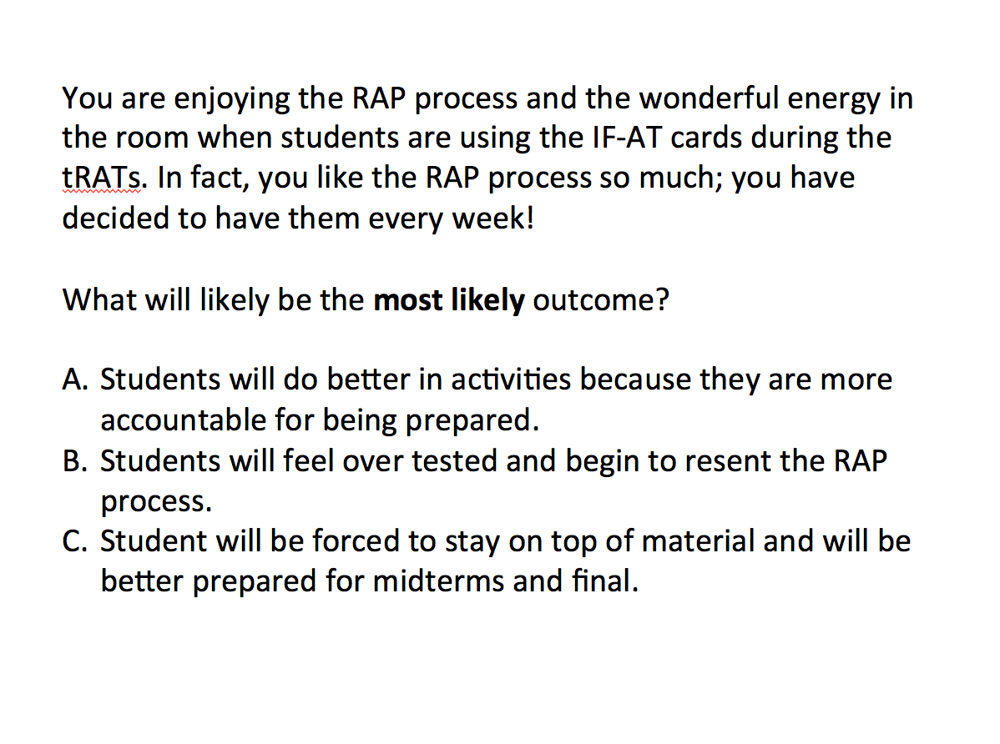 You are enjoying the RAP process and the wonderful energy in
the room when students are using the IF-AT cards during the
tRATs. In fact, you like the RAP process so much; you have
decided to have them every week!
What will likely be the most likely outcome?
A. Students will do better in activities because they are more
accountable for being prepared.
B. Students will feel over tested and begin to resent the RAP
process.
C. Student will be forced to stay on top of material and will be
better prepared for midterms and final.